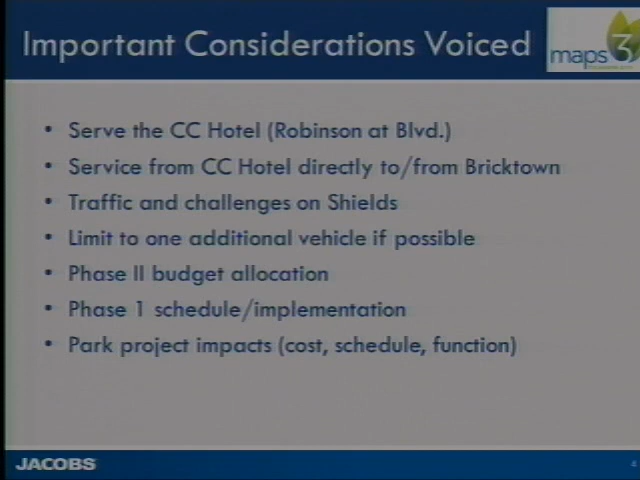 Important Considerations Voiced
maps 3
• Serve the CC Hotel (Robinson at Blvd.)
• Service from CC Hotel directly to/from Bricktown
• Traffic and challenges on Shields
• Limit to one additional vehicle if possible
• Phase II budget allocation
• Phase 1 schedule/implementation
• Park project impacts (cost, schedule, function)
JACOBS